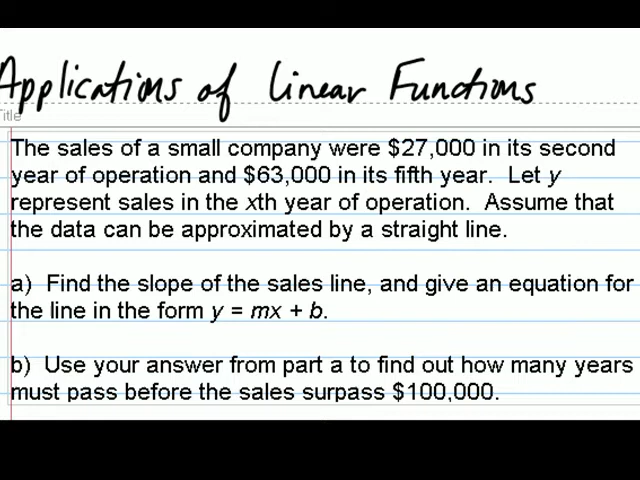 Applications of Linear Functions
Title
The sales of a small company were $27,000 in its second
year of operation and $63,000 in its fifth year.  Let y
represent sales in the xth year of operation.  Assume that
the data can be approximated by a straight line.
a)  Find the slope of the sales line, and give an equation for
the line in the form y = mx + b.
b)  Use your answer from part a to find out how many years
must pass before the sales surpass $100,000.